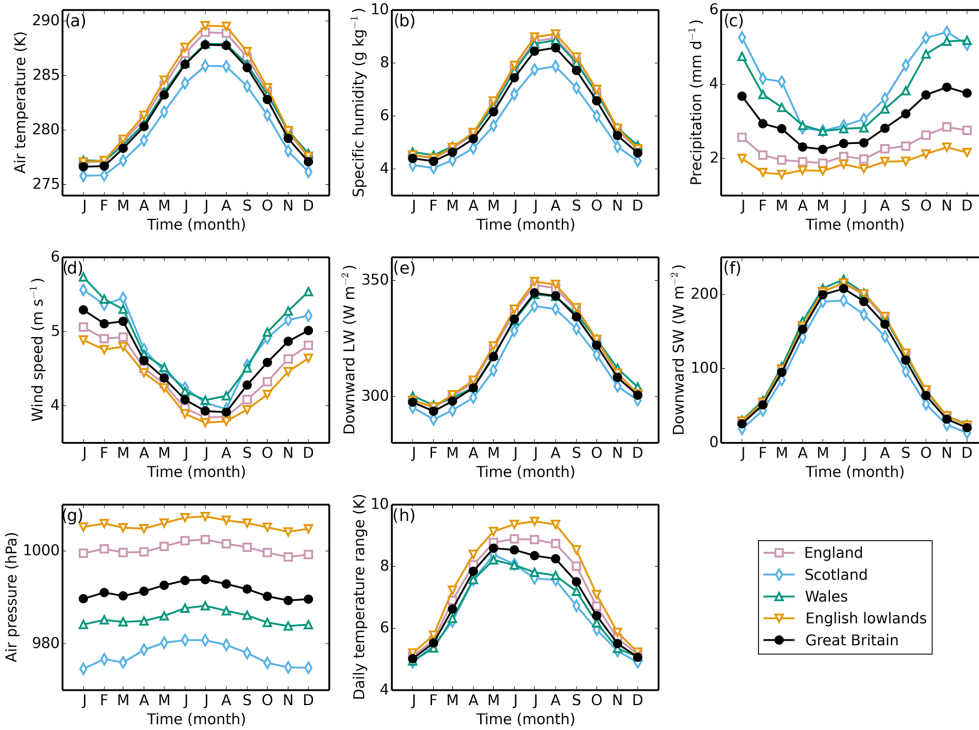 (a)
Air temperature (K)
290
285
280
275
J F M A M J J A S O N D
Time (month)
(b)
Specific humidity (g kg⁻¹)
10
8
6
4
J F M A M J J A S O N D
Time (month)
(c)
Precipitation (mm d⁻¹)
6
4
2
J F M A M J J A S O N D
Time (month)
(d)
Wind speed (m s⁻¹)
6
5
4
J F M A M J J A S O N D
Time (month)
(e)
Downward LW (W m⁻²)
350
300
J F M A M J J A S O N D
Time (month)
(f)
Downward SW (W m⁻²)
200
100
0
J F M A M J J A S O N D
Time (month)
(g)
Air pressure (hPa)
1000
980
J F M A M J J A S O N D
Time (month)
(h)
Daily temperature range (K)
10
8
6
4
J F M A M J J A S O N D
Time (month)
England
Scotland
Wales
English lowlands
Great Britain